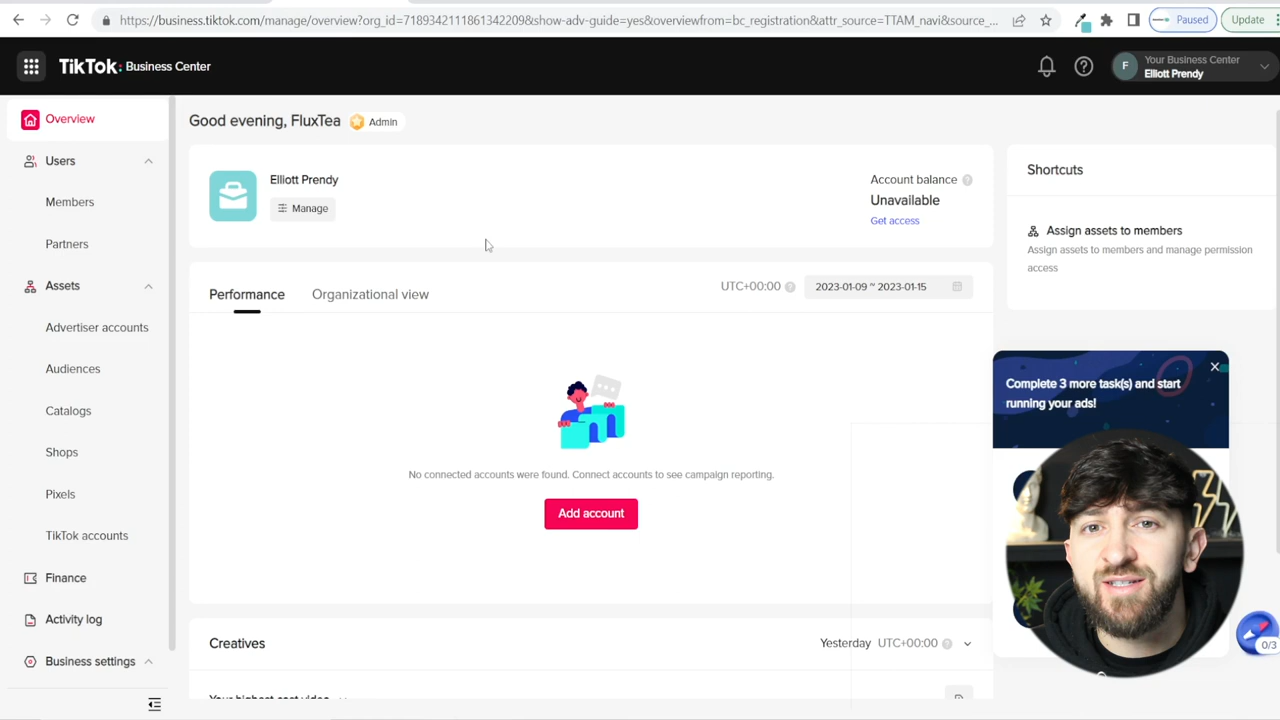 https://business.tiktok.com/manage/overview?org_id=7189342111861342209&show-adv-guide=yes&overviewfrom=bc_registration&attr_source=TTAM_navi&source_...
Paused
Update
TikTok: Business Center
F
Your Business Center
Elliott Prendy
Overview
Users
Members
Partners
Assets
Advertiser accounts
Audiences
Catalogs
Shops
Pixels
TikTok accounts
Finance
Activity log
Business settings
Good evening, FluxTea
Admin
Elliott Prendy
Manage
Account balance
Unavailable
Get access
Performance
Organizational view
UTC+00:00
2023-01-09 ~ 2023-01-15
No connected accounts were found. Connect accounts to see campaign reporting.
Add account
Creatives
Yesterday UTC+00:00
Shortcuts
Assign assets to members
Assign assets to members and manage permission
access
Complete 3 more task(s) and start
running your ads!
0/3